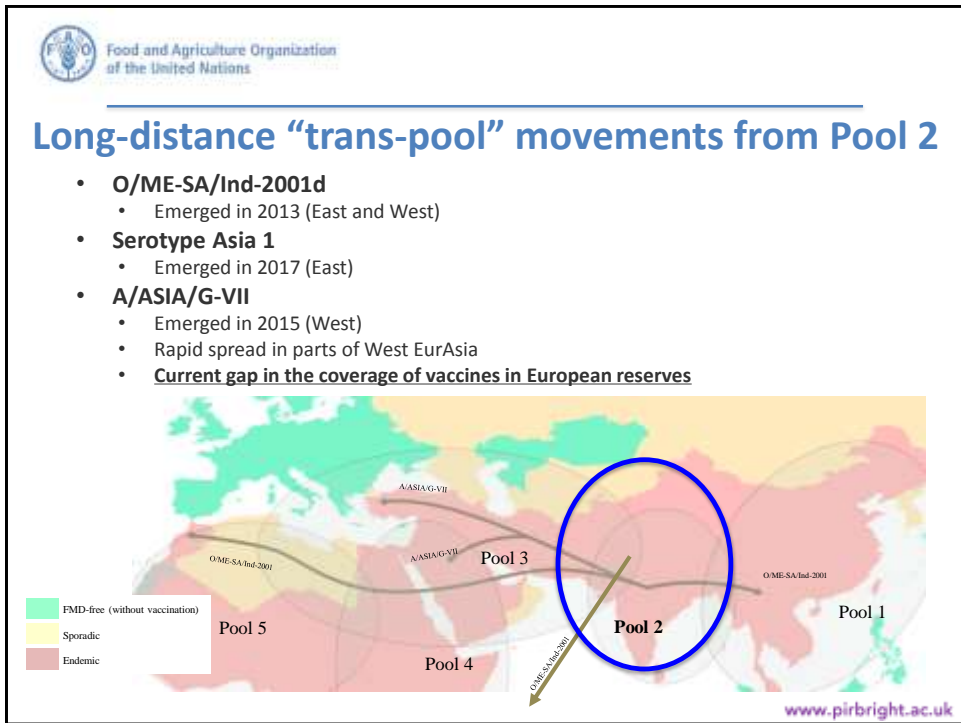 Food and Agriculture Organization
of the United Nations
Long-distance “trans-pool” movements from Pool 2
• O/ME-SA/Ind-2001d
• Emerged in 2013 (East and West)
• Serotype Asia 1
• Emerged in 2017 (East)
• A/ASIA/G-VII
• Emerged in 2015 (West)
• Rapid spread in parts of West EurAsia
• Current gap in the coverage of vaccines in European reserves
A/ASIA/G-VII
A/ASIA/G-VII
O/ME-SA/Ind-2001
Pool 3
O/ME-SA/Ind-2001
FMD-free (without vaccination)
Sporadic
Endemic
Pool 5
Pool 4
Pool 2
Pool 1
O/ME-SA/Ind-2001
www.pirbright.ac.uk